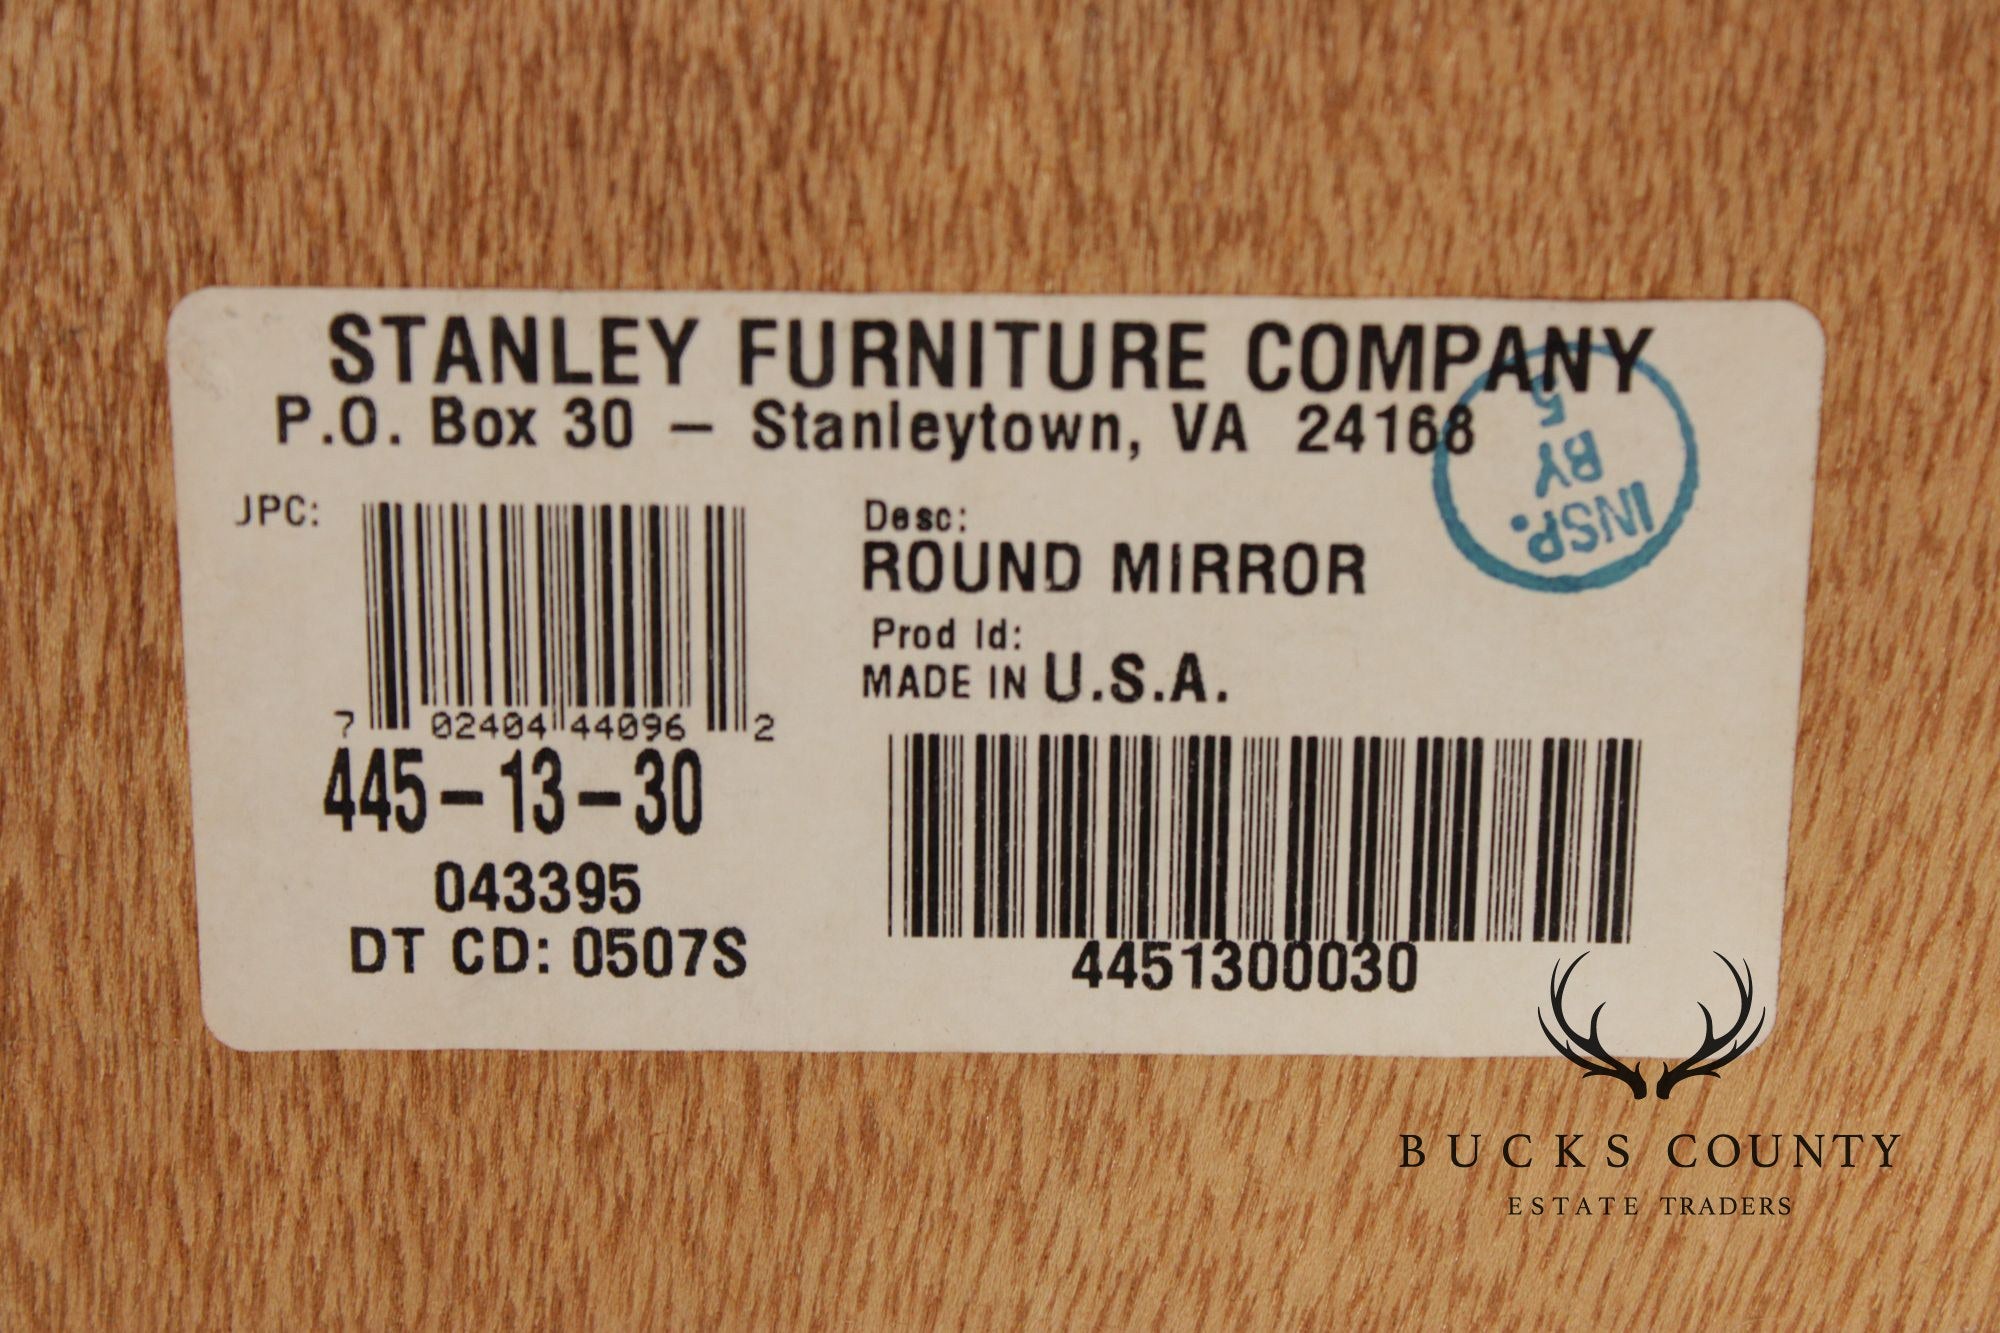 STANLEY FURNITURE COMPANY
P.O. Box 30 – Stanleytown, VA 24168
INSP.
BY
5
JPC:
7 02404 44096 2
445-13-30
043395
DT CD: 0507S
Desc:
ROUND MIRROR
Prod Id:
MADE IN U.S.A.
4451300030
BUCKS COUNTY
ESTATE TRADERS